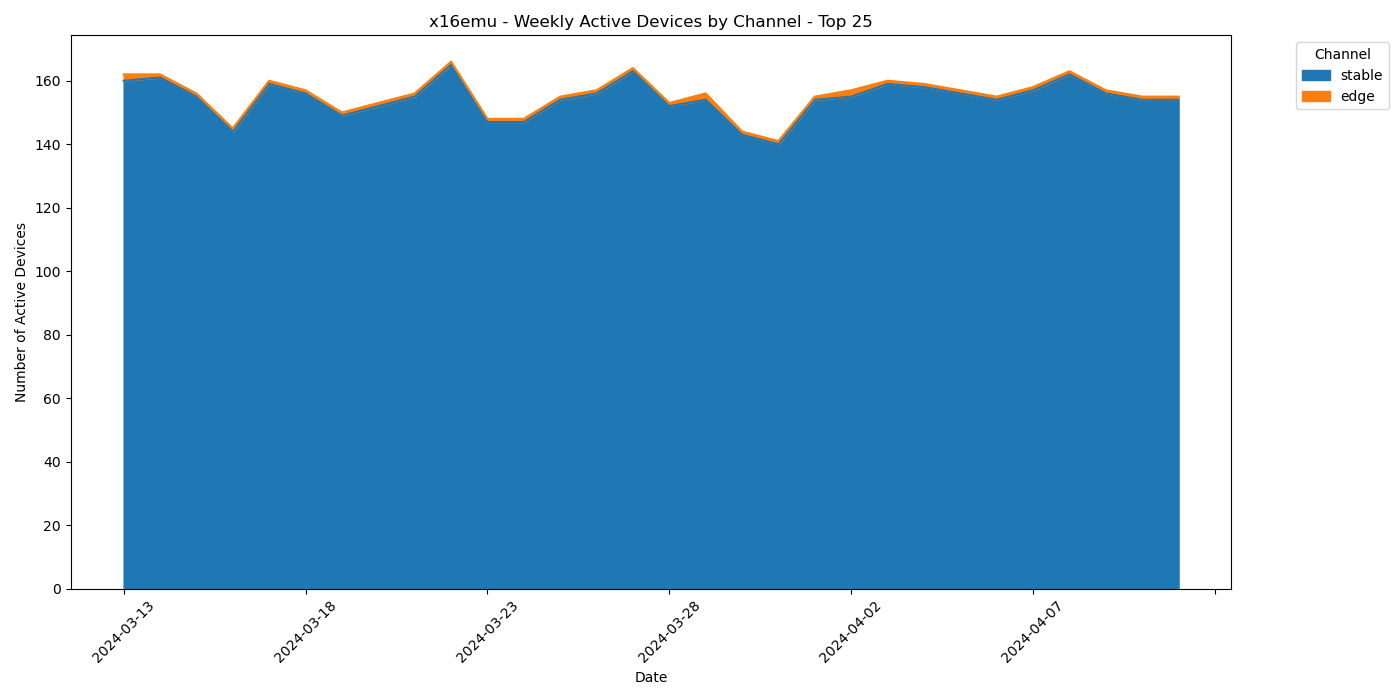 x16emu - Weekly Active Devices by Channel - Top 25
Channel
stable
edge
Number of Active Devices
160
140
120
100
80
60
40
20
0
2024-03-13
2024-03-18
2024-03-23
2024-03-28
2024-04-02
2024-04-07
Date